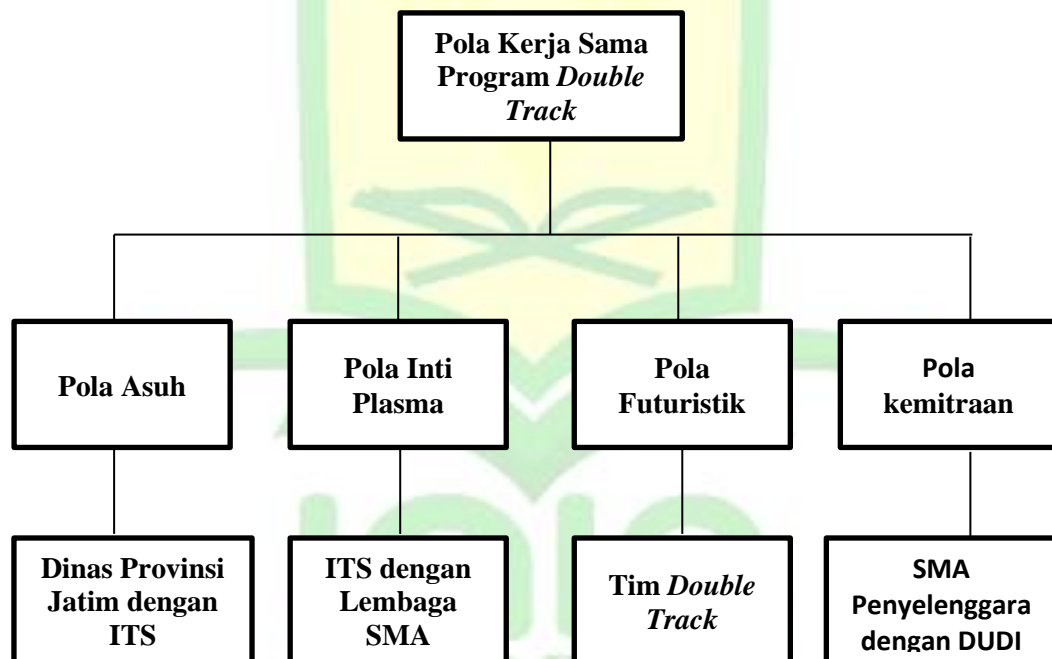 Pola Kerja Sama
Program Double
Track
Pola Asuh
Pola Inti
Plasma
Pola
Futuristik
Pola
kemitraan
Dinas Provinsi
Jatim dengan
ITS
ITS dengan
Lembaga
SMA
Tim Double
Track
SMA
Penyelenggara
dengan DUDI